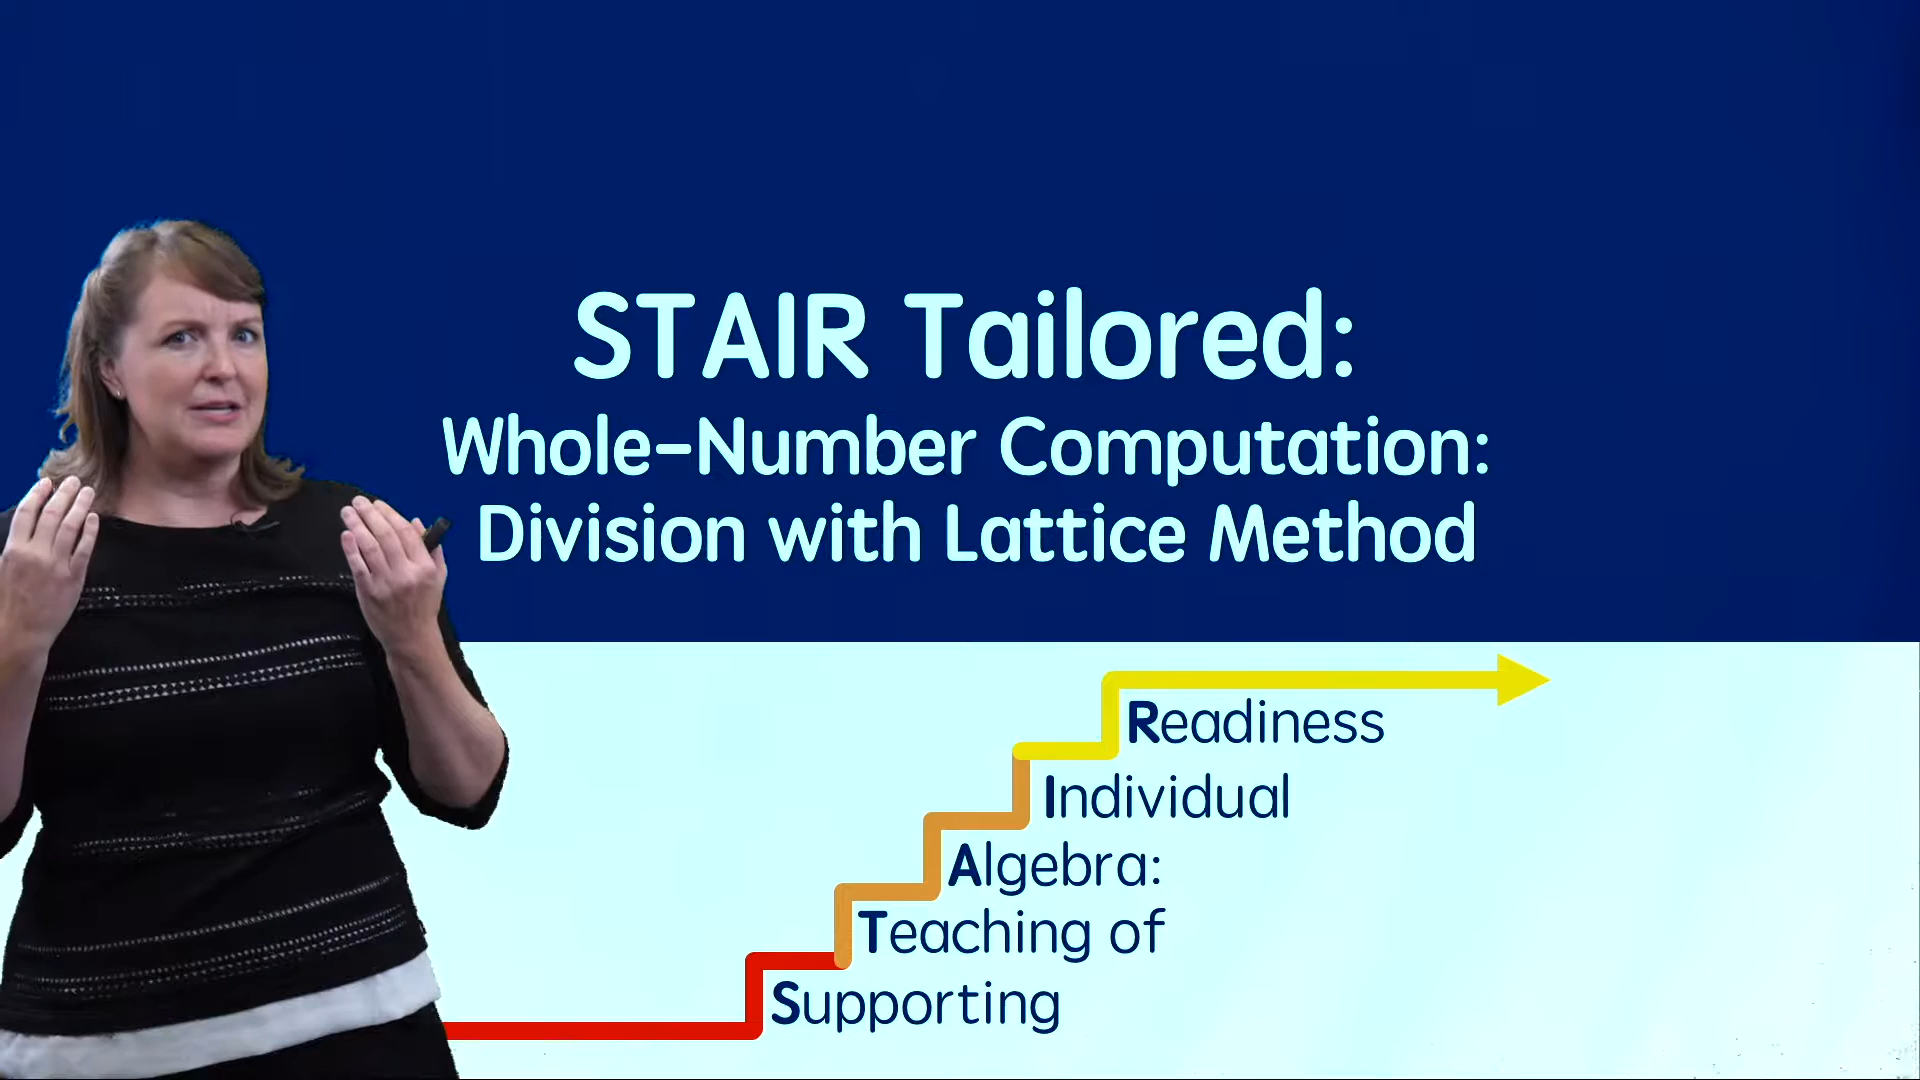 STAIR Tailored:
Whole-Number Computation:
Division with Lattice Method
Readiness
Individual
Algebra:
Teaching of
Supporting